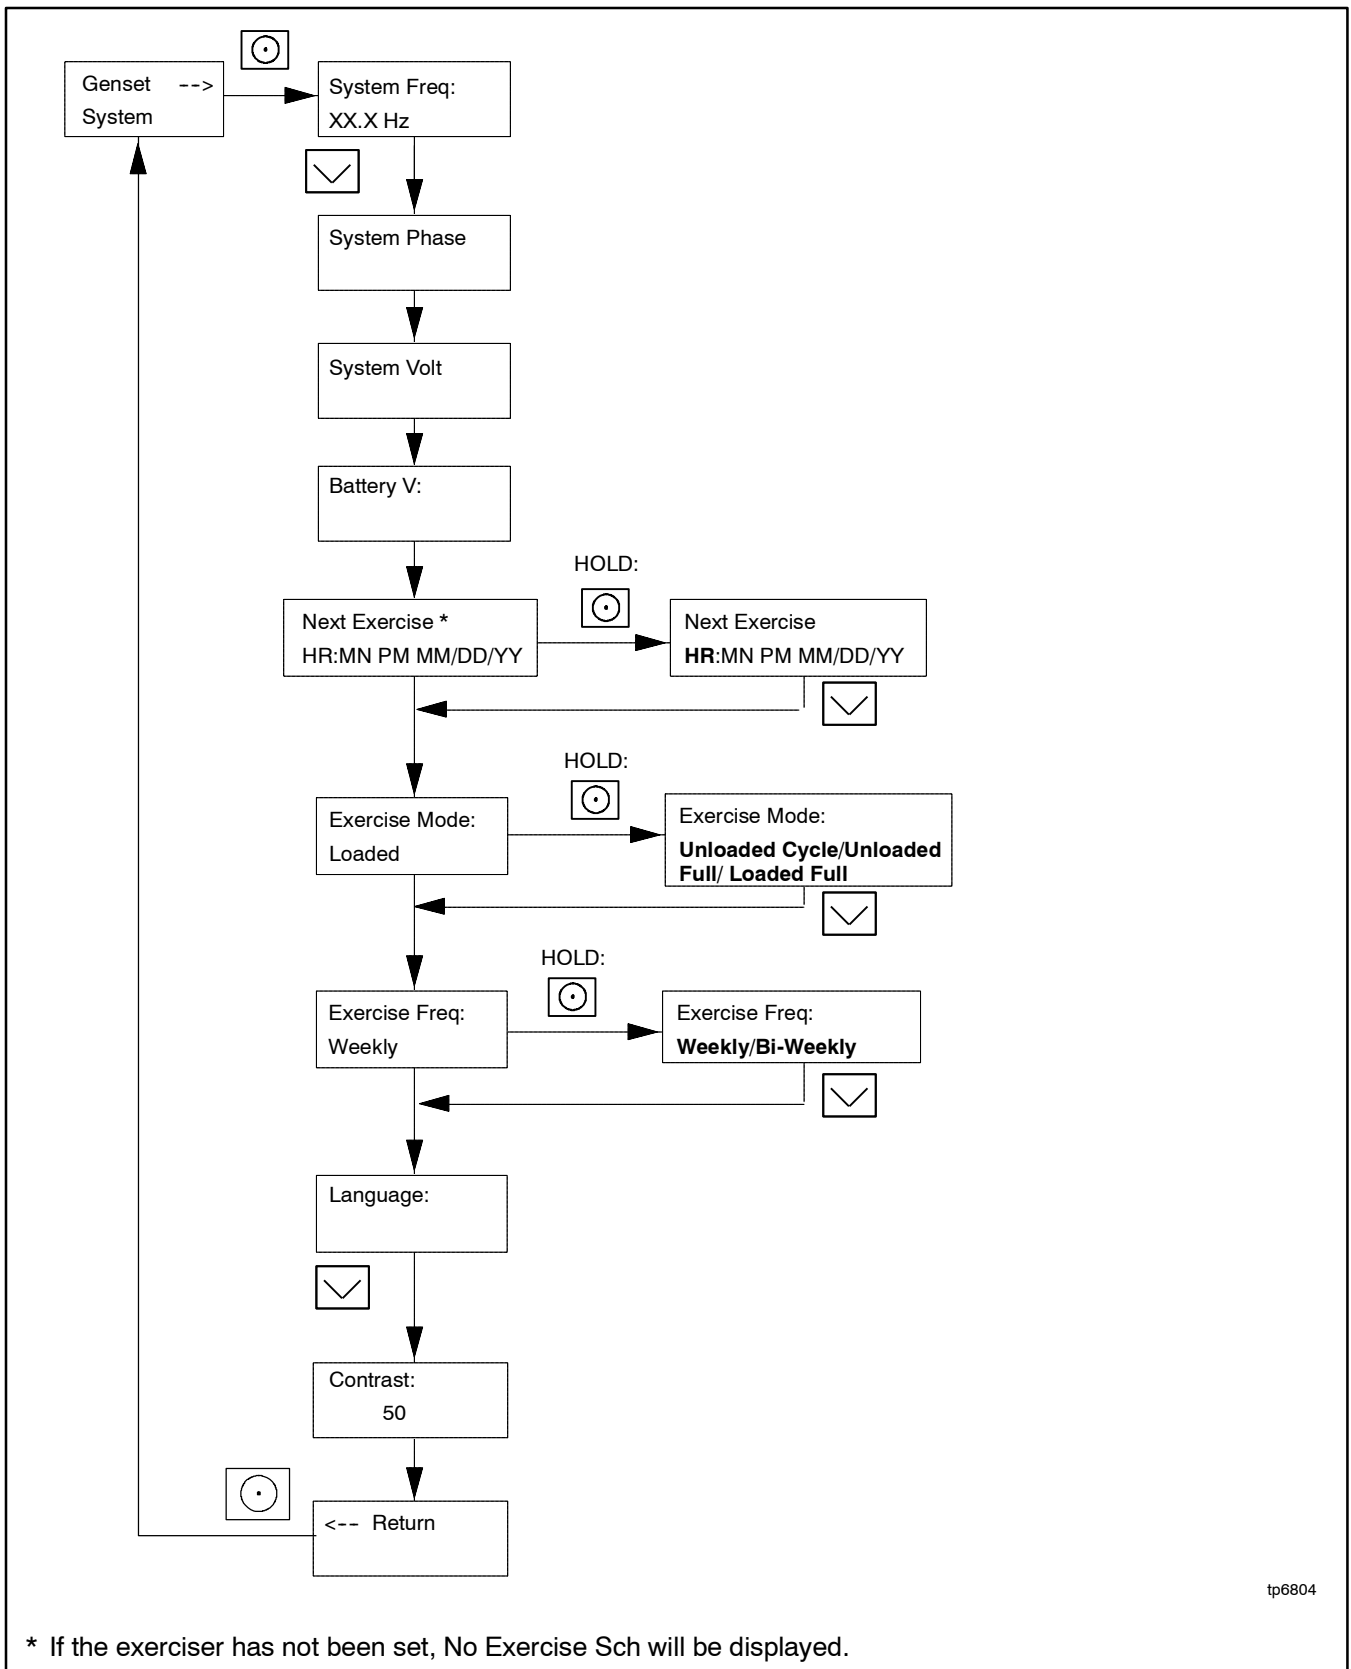 Genset -->
System
System Freq:
XX.X Hz
System Phase
System Volt
Battery V:
HOLD:
Next Exercise *
HR:MN PM MM/DD/YY
Next Exercise
HR:MN PM MM/DD/YY
HOLD:
Exercise Mode:
Loaded
Exercise Mode:
Unloaded Cycle/Unloaded
Full/ Loaded Full
HOLD:
Exercise Freq:
Weekly
Exercise Freq:
Weekly/Bi-Weekly
Language:
Contrast:
50
<-- Return
tp6804
* If the exerciser has not been set, No Exercise Sch will be displayed.